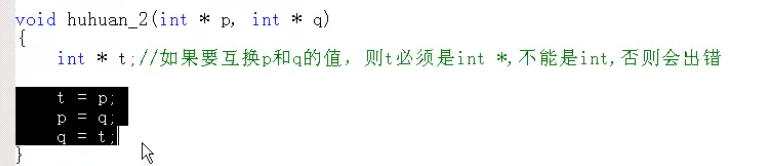 void huhuan_2(int * p, int * q)
{
    int * t;//如果要互换p和q的值, 则t必须是int *,不能是int,否则会出错
    t = p;
    p = q;
    q = t;
}